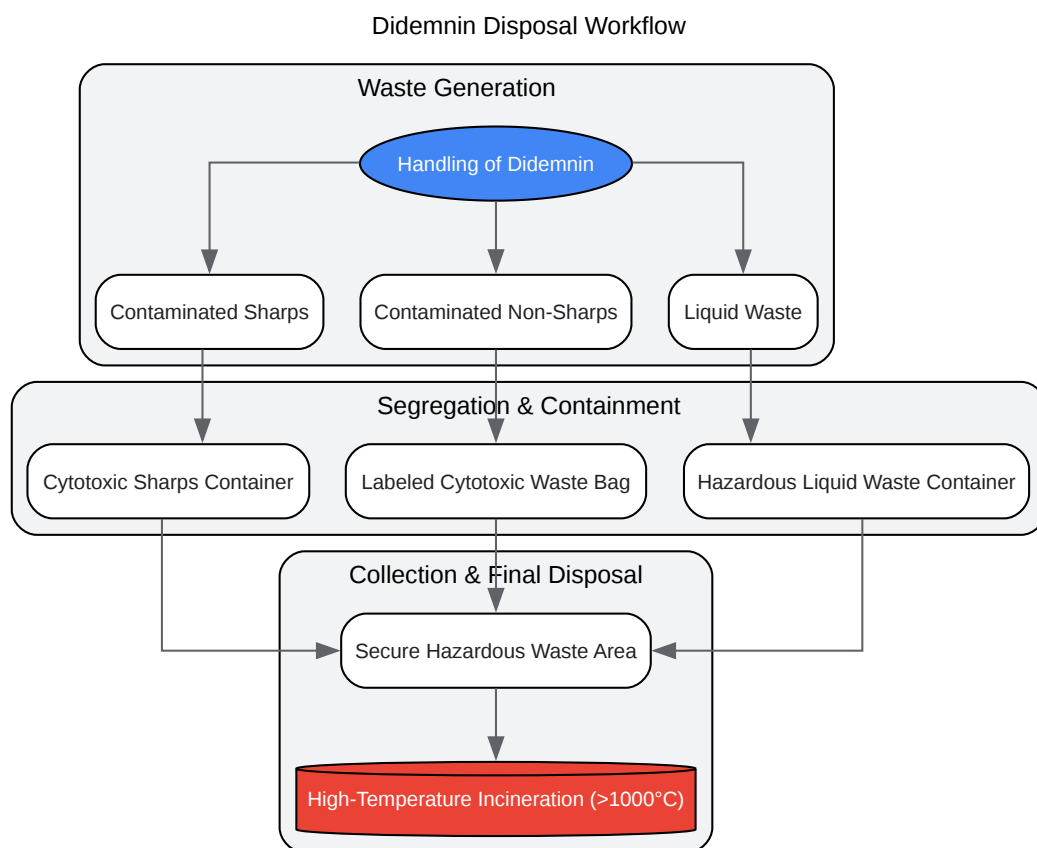 Didemnin Disposal Workflow
Waste Generation
Handling of Didemnin
Contaminated Sharps
Contaminated Non-Sharps
Liquid Waste
Segregation & Containment
Cytotoxic Sharps Container
Labeled Cytotoxic Waste Bag
Hazardous Liquid Waste Container
Collection & Final Disposal
Secure Hazardous Waste Area
High-Temperature Incineration (>1000°C)